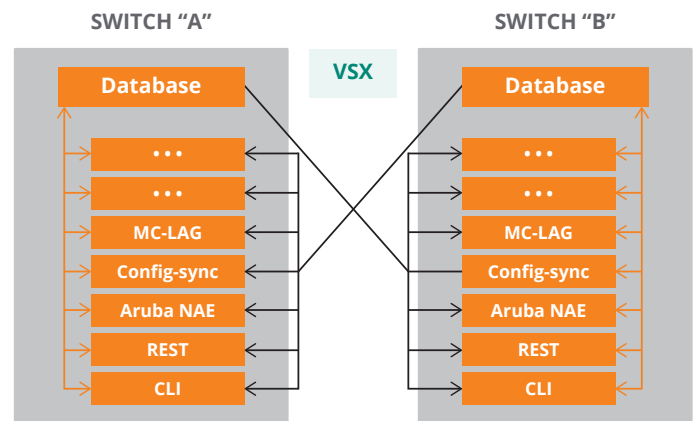 SWITCH “A”
VSX
SWITCH “B”
Database
• • •
• • •
MC-LAG
Config-sync
Aruba NAE
REST
CLI
Database
• • •
• • •
MC-LAG
Config-sync
Aruba NAE
REST
CLI